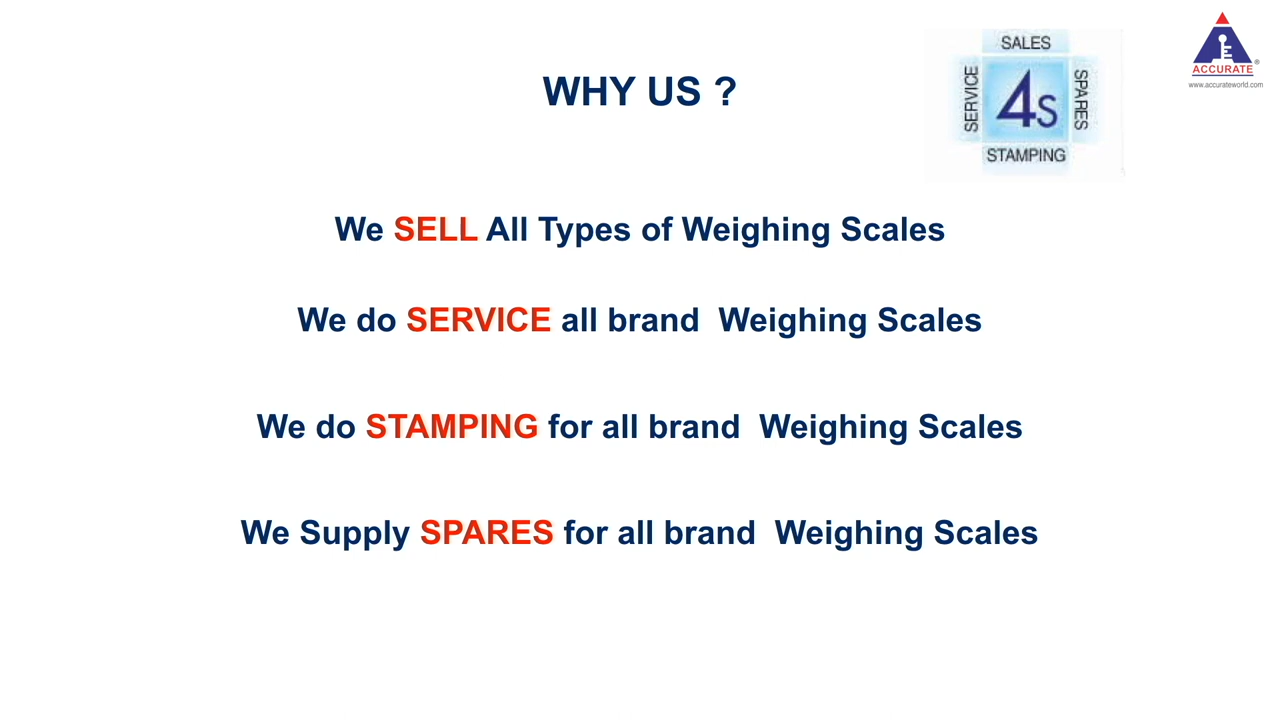 WHY US ?
SALES
SERVICE
4s
SPARES
STAMPING
ACCURATE®
www.accurateworld.com
We SELL All Types of Weighing Scales
We do SERVICE all brand  Weighing Scales
We do STAMPING for all brand  Weighing Scales
We Supply SPARES for all brand  Weighing Scales